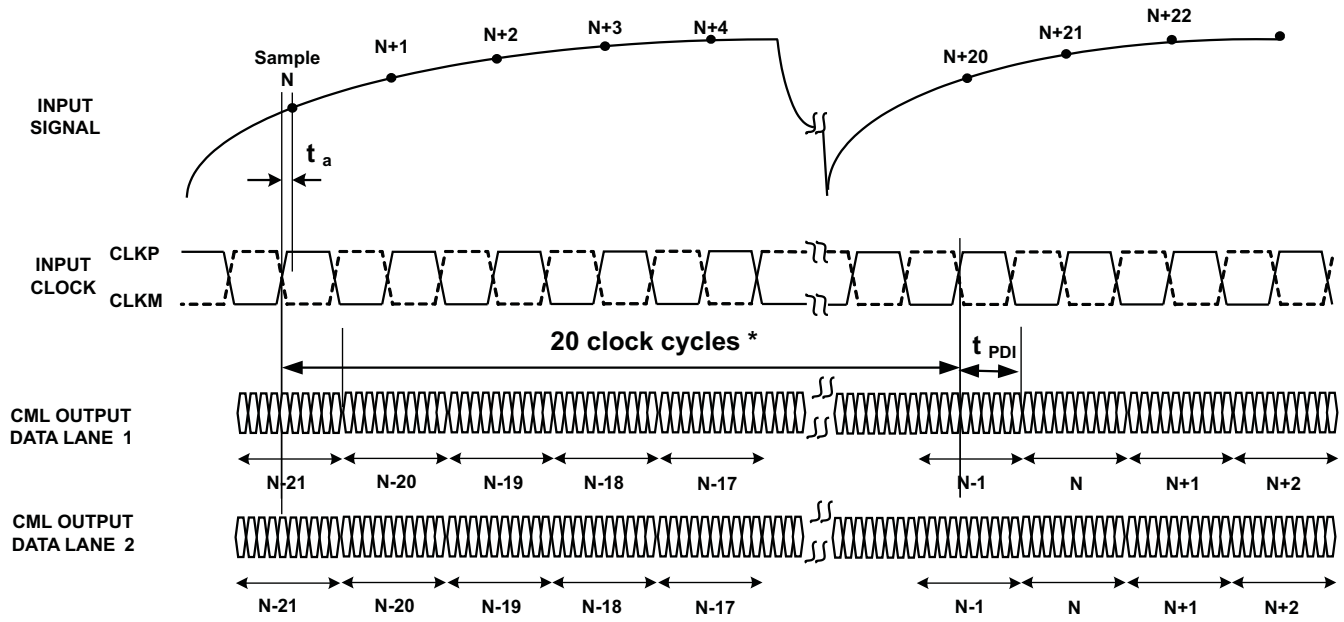 N+1
N+2
N+3
N+4
N+20
N+21
N+22
Sample
N
INPUT
SIGNAL
t a
CLKP
INPUT
CLOCK
CLKM
20 clock cycles *
t PDI
CML OUTPUT
DATA LANE 1
N-21
N-20
N-19
N-18
N-17
N-1
N
N+1
N+2
CML OUTPUT
DATA LANE 2
N-21
N-20
N-19
N-18
N-17
N-1
N
N+1
N+2